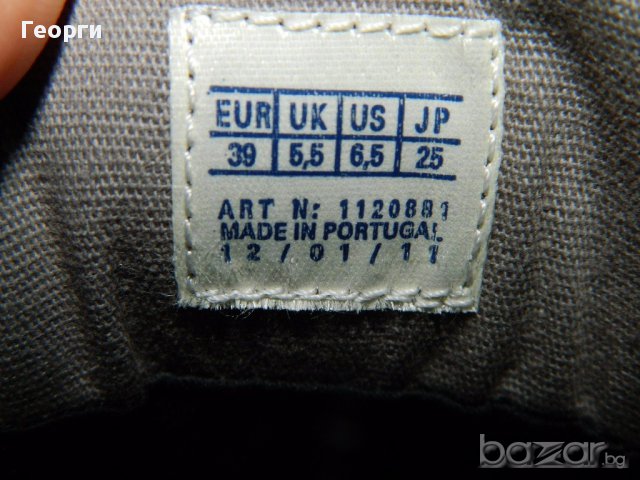 Георги
EUR UK US JP
39 5,5 6,5 25
ART N: 1120881
MADE IN PORTUGAL
12/01/11
bazar.bg